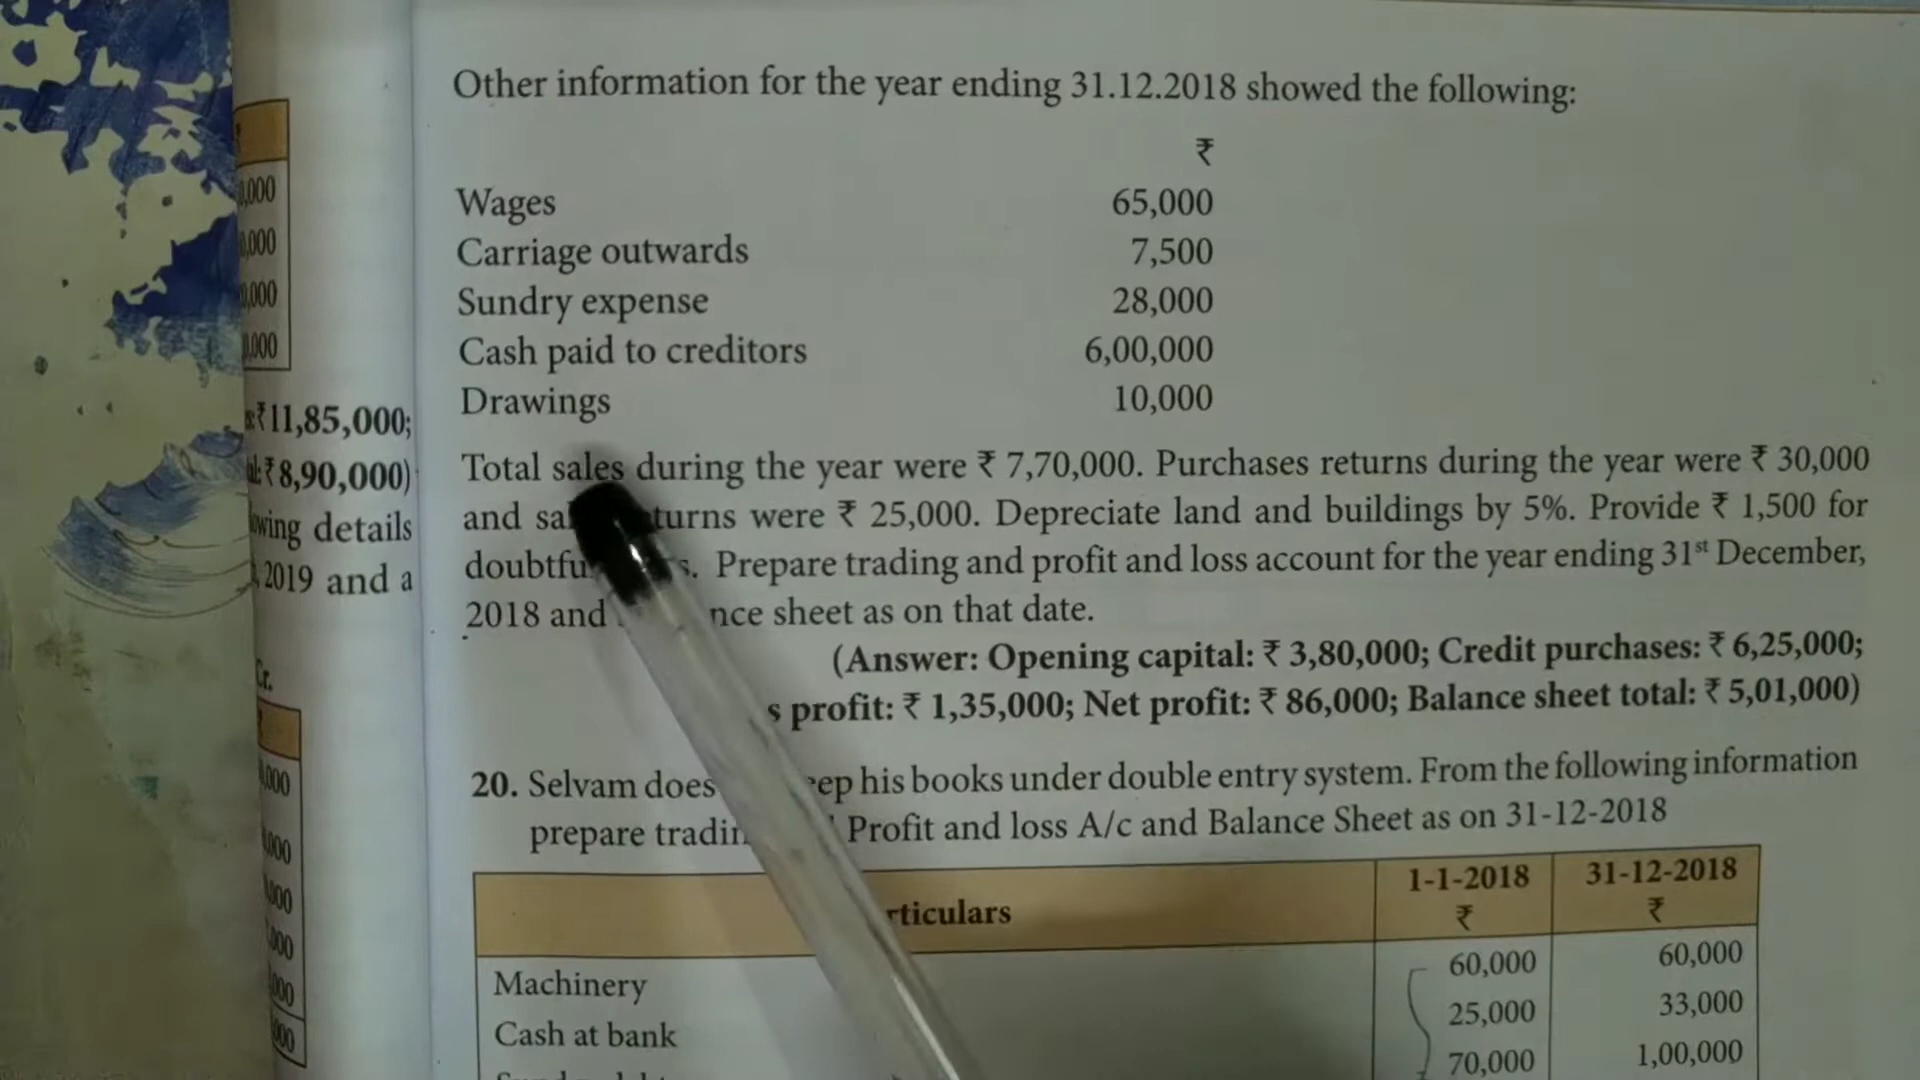 Other information for the year ending 31.12.2018 showed the following:
₹
Wages 65,000
Carriage outwards 7,500
Sundry expense 28,000
Cash paid to creditors 6,00,000
Drawings 10,000
Total sales during the year were ₹ 7,70,000. Purchases returns during the year were ₹ 30,000
and were ₹ 25,000. Depreciate land and buildings by 5%. Provide ₹ 1,500 for
Prepare trading and profit and loss account for the year ending 31st December,
2018 and sheet as on that date.
(Answer: Opening capital: ₹ 3,80,000; Credit purchases: ₹ 6,25,000;
profit: ₹ 1,35,000; Net profit: ₹ 86,000; Balance sheet total: ₹ 5,01,000)
20. Selvam does his books under double entry system. From the following information
prepare Profit and loss A/c and Balance Sheet as on 31-12-2018
1-1-2018 31-12-2018
₹ ₹
Machinery 60,000 60,000
Cash at bank 25,000 33,000
70,000 1,00,000
₹11,85,000;
₹8,90,000)
details
2019 and a
Cr.